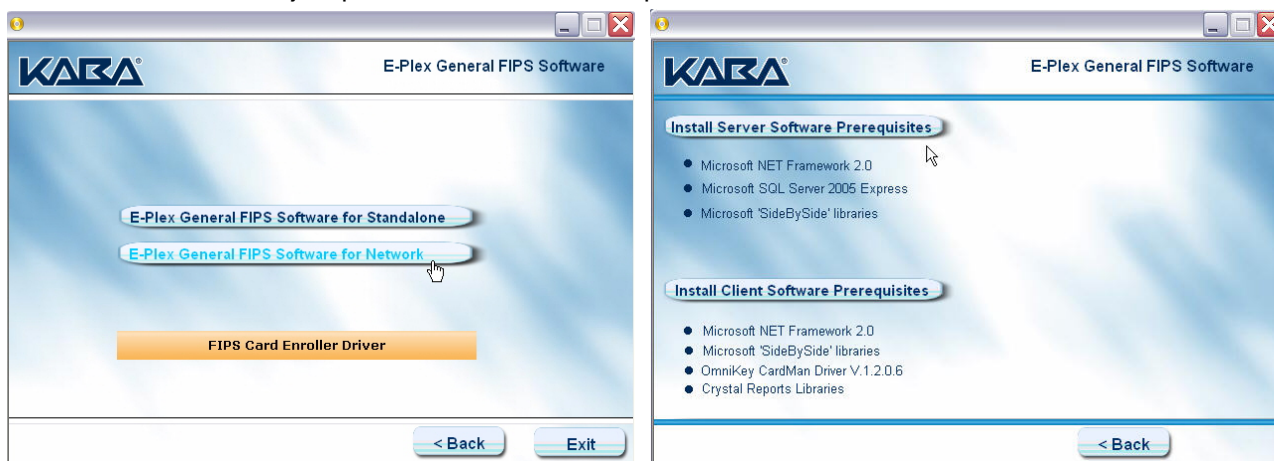 KABA®
E-Plex General FIPS Software
E-Plex General FIPS Software for Standalone
E-Plex General FIPS Software for Network
FIPS Card Enroller Driver
< Back
Exit
KABA®
E-Plex General FIPS Software
Install Server Software Prerequisites
Microsoft NET Framework 2.0
Microsoft SQL Server 2005 Express
Microsoft 'SideBySide' libraries
Install Client Software Prerequisites
Microsoft NET Framework 2.0
Microsoft 'SideBySide' libraries
OmniKey CardMan Driver V.1.2.0.6
Crystal Reports Libraries
< Back